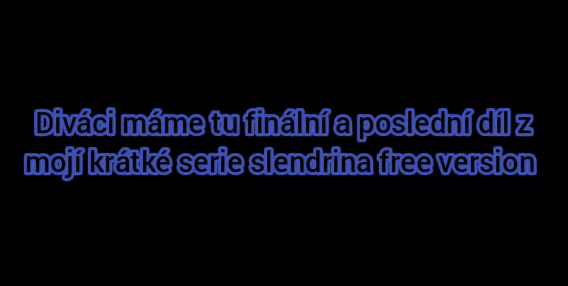 Diváci máme tu finální a poslední díl z
mojí krátké serie slendrina free version